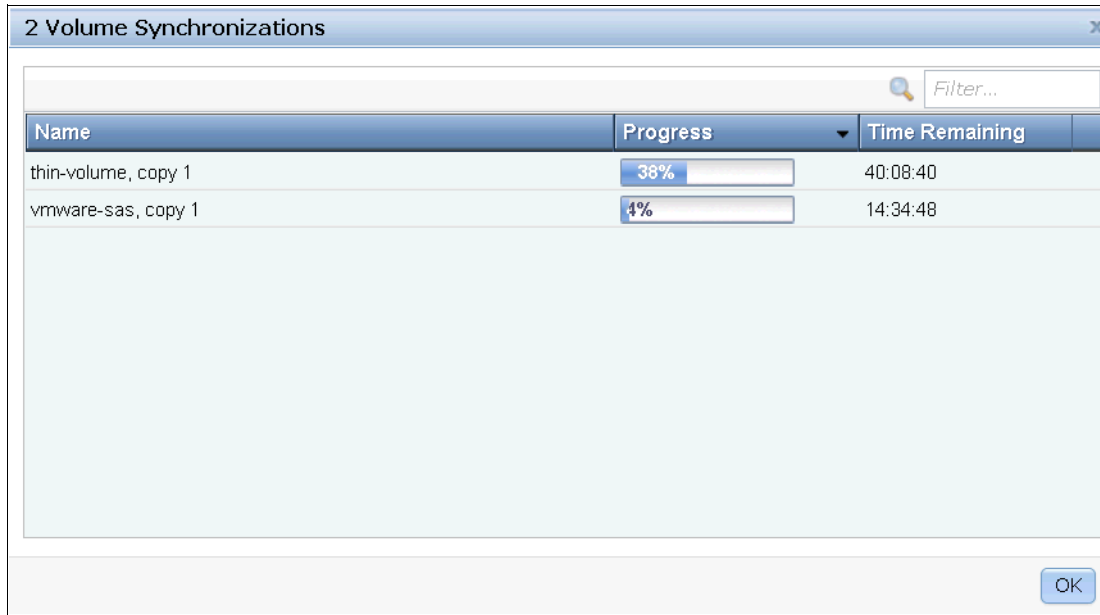 2 Volume Synchronizations x
Filter...
Name Progress Time Remaining
thin-volume, copy 1 38% 40:08:40
vmware-sas, copy 1 4% 14:34:48
OK